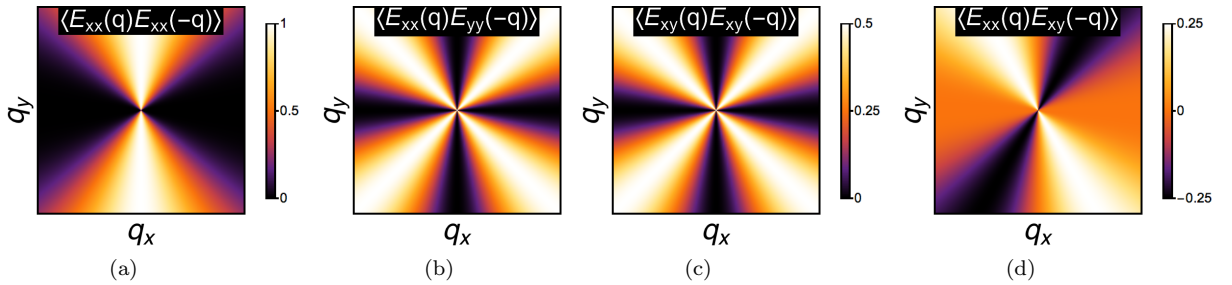 ⟨E_xx(q)E_xx(-q)⟩
1
0.5
0
q_y
q_x
(a)
⟨E_xx(q)E_yy(-q)⟩
q_y
q_x
(b)
⟨E_xy(q)E_xy(-q)⟩
0.5
0.25
0
q_y
q_x
(c)
⟨E_xx(q)E_xy(-q)⟩
0.25
0
-0.25
q_y
q_x
(d)